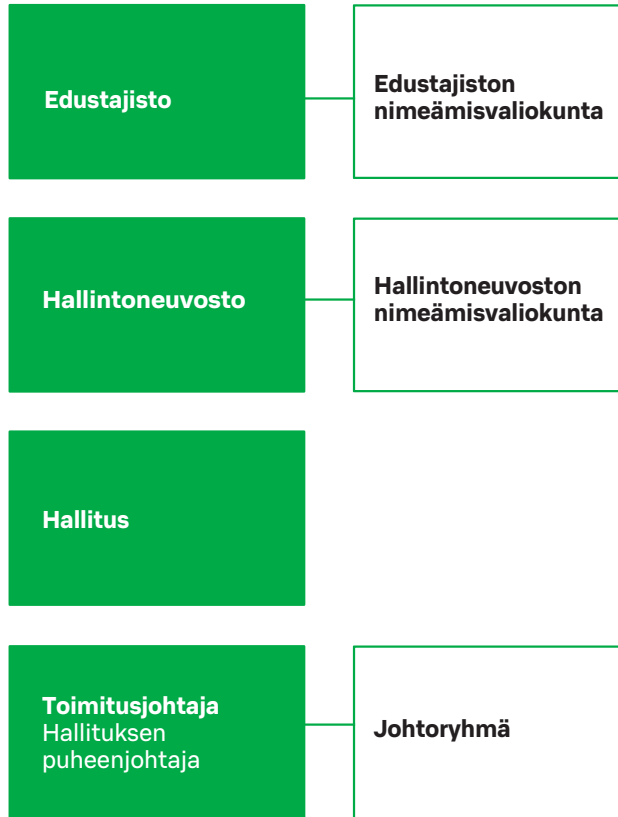 Edustajisto
Edustajiston
nimeämisvaliokunta
Hallintoneuvosto
Hallintoneuvoston
nimeämisvaliokunta
Hallitus
Toimitusjohtaja
Hallituksen
puheenjohtaja
Johtoryhmä